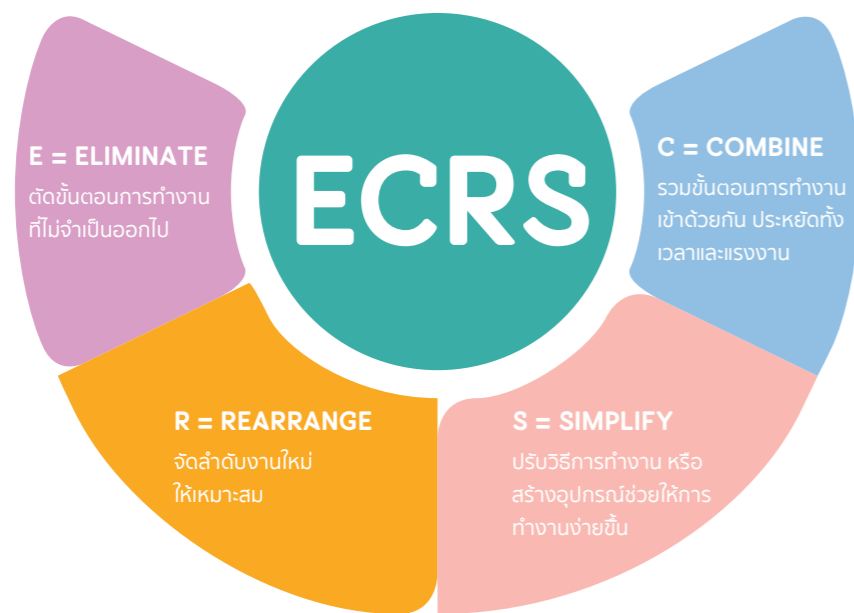 ECRS
E = ELIMINATE
ตัดขั้นตอนการทำงาน
ที่ไม่จำเป็นออกไป
C = COMBINE
รวมขั้นตอนการทำงาน
เข้าด้วยกัน ประหยัดทั้ง
เวลาและแรงงาน
R = REARRANGE
จัดลำดับงานใหม่
ให้เหมาะสม
S = SIMPLIFY
ปรับวิธีการทำงาน หรือ
สร้างอุปกรณ์ช่วยให้การ
ทำงานง่ายขึ้น